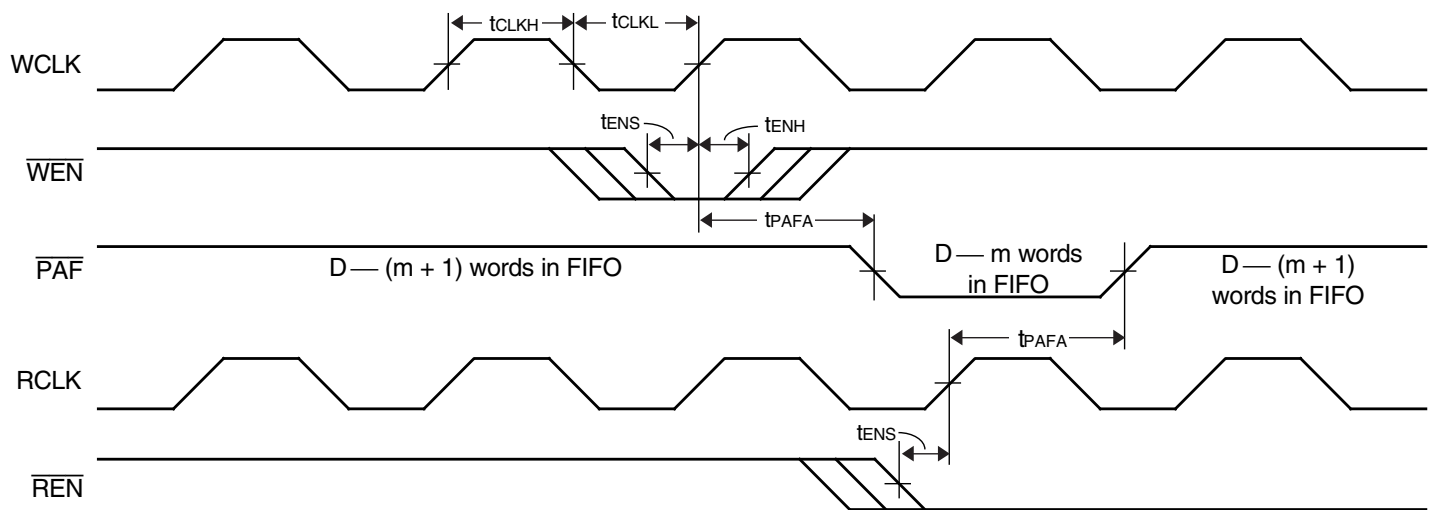 tCLKH
tCLKL
WCLK
tENS
tENH
WEN
tPAFA
PAF
D — (m + 1) words in FIFO
D — m words
in FIFO
D — (m + 1)
words in FIFO
tPAFA
RCLK
tENS
REN